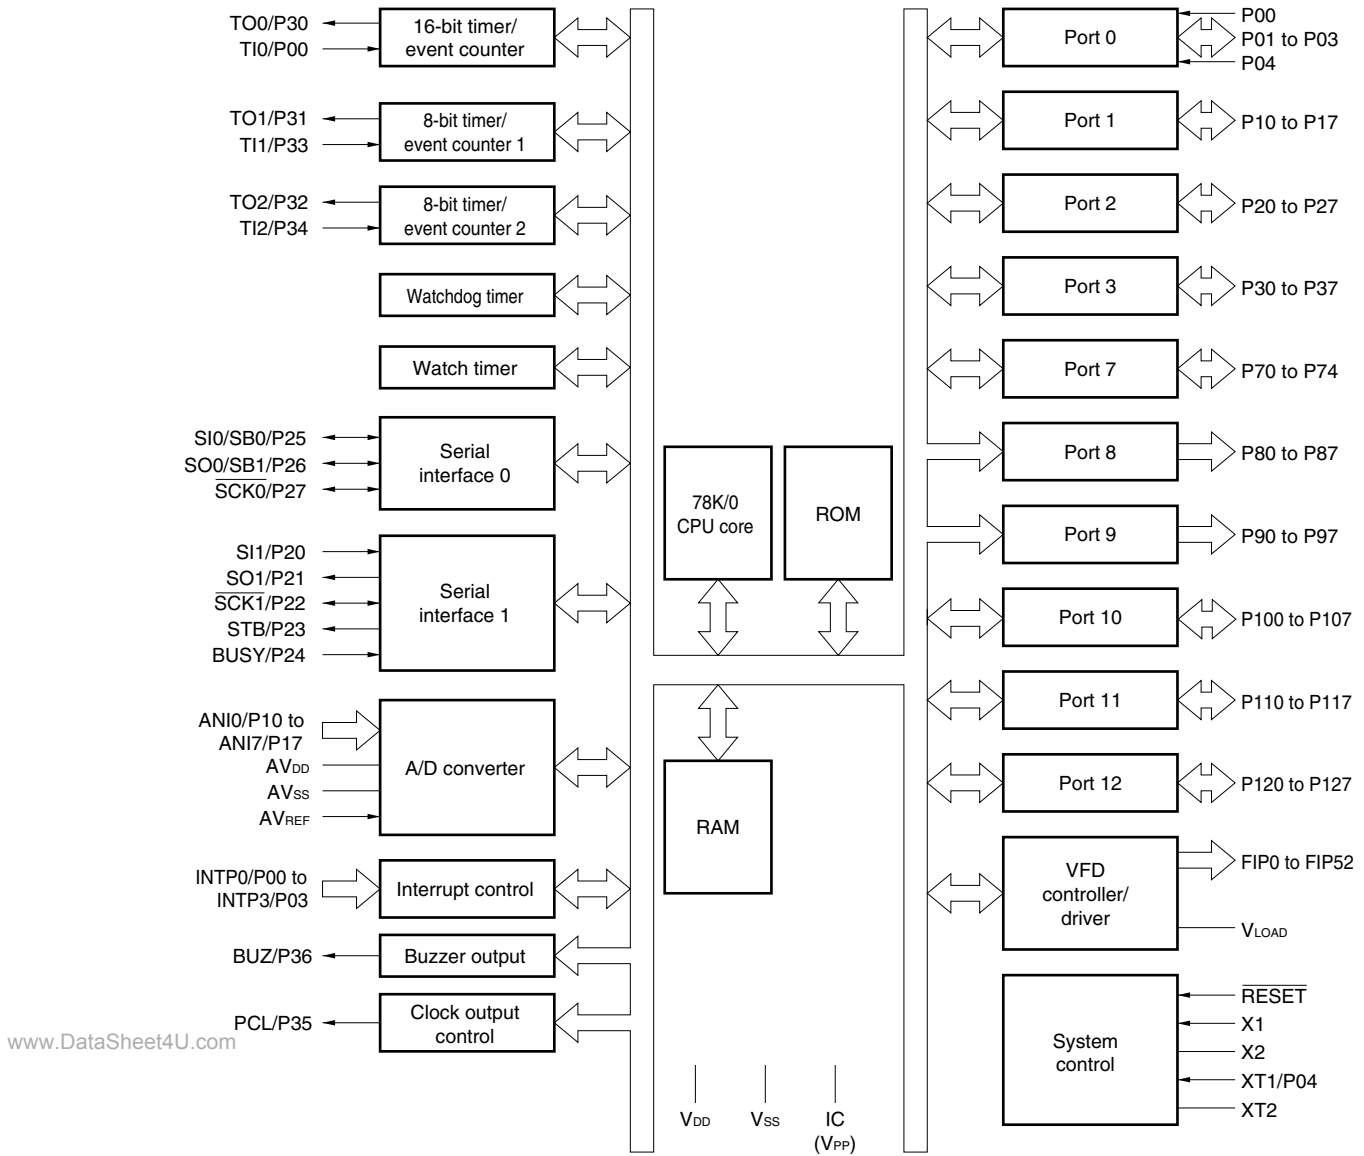 TO0/P30
TI0/P00
16-bit timer/
event counter
TO1/P31
TI1/P33
8-bit timer/
event counter 1
TO2/P32
TI2/P34
8-bit timer/
event counter 2
Watchdog timer
Watch timer
SI0/SB0/P25
SO0/SB1/P26
SCK0/P27
Serial
interface 0
SI1/P20
SO1/P21
SCK1/P22
STB/P23
BUSY/P24
Serial
interface 1
ANI0/P10 to
ANI7/P17
AVDD
AVSS
AVREF
A/D converter
INTP0/P00 to
INTP3/P03
Interrupt control
BUZ/P36
Buzzer output
PCL/P35
Clock output
control
78K/0
CPU core
ROM
RAM
VDD
VSS
IC
(VPP)
Port 0
P00
P01 to P03
P04
Port 1
P10 to P17
Port 2
P20 to P27
Port 3
P30 to P37
Port 7
P70 to P74
Port 8
P80 to P87
Port 9
P90 to P97
Port 10
P100 to P107
Port 11
P110 to P117
Port 12
P120 to P127
VFD
controller/
driver
FIP0 to FIP52
VLOAD
System
control
RESET
X1
X2
XT1/P04
XT2
www.DataSheet4U.com